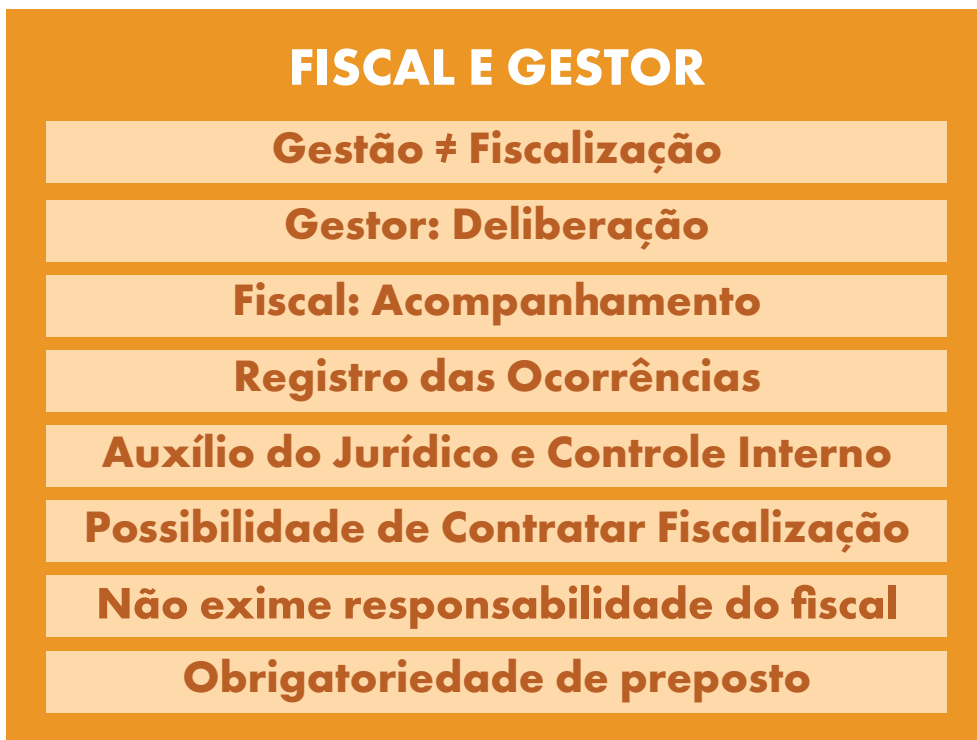 FISCAL E GESTOR
Gestão ≠ Fiscalização
Gestor: Deliberação
Fiscal: Acompanhamento
Registro das Ocorrências
Auxílio do Jurídico e Controle Interno
Possibilidade de Contratar Fiscalização
Não exime responsabilidade do fiscal
Obrigatoriedade de preposto